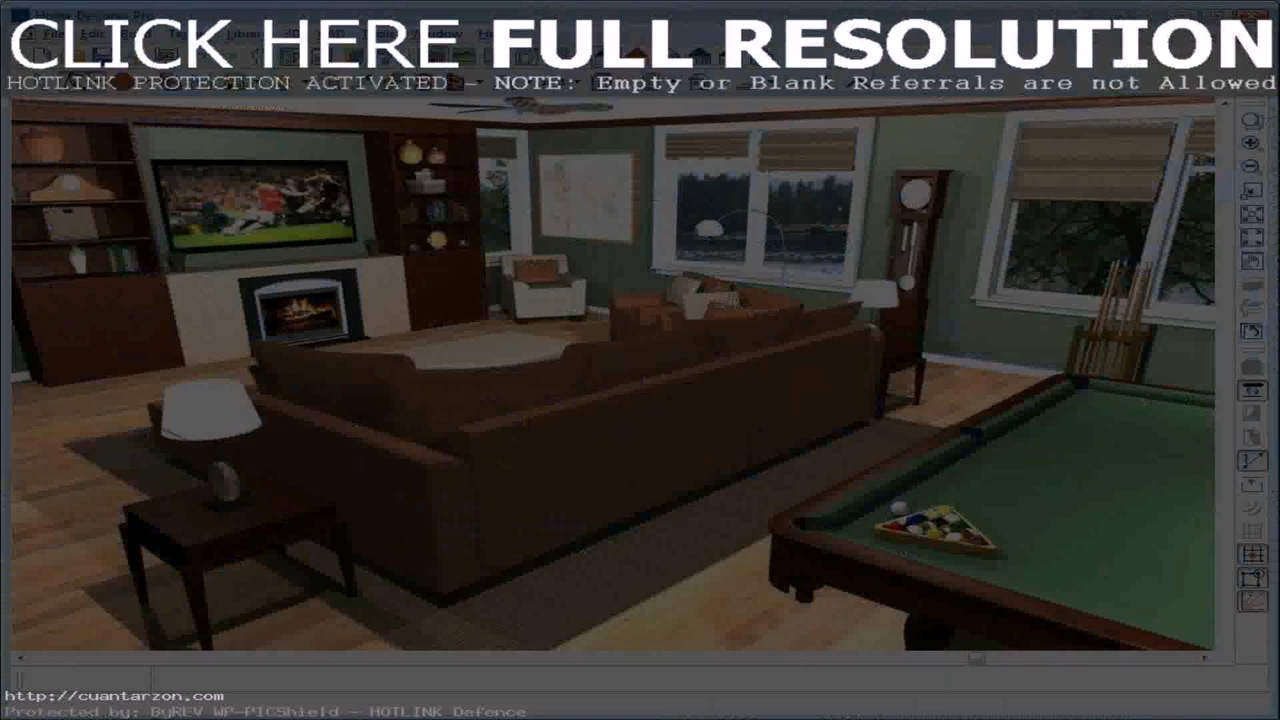 CLICK HERE FULL RESOLUTION
HOTLINK PROTECTION ACTIVATED - NOTE: Empty or Blank Referrals are not Allowed
http://cuantarzon.com
Protected by: ByREV WP-PICShield - HOTLINK Defence